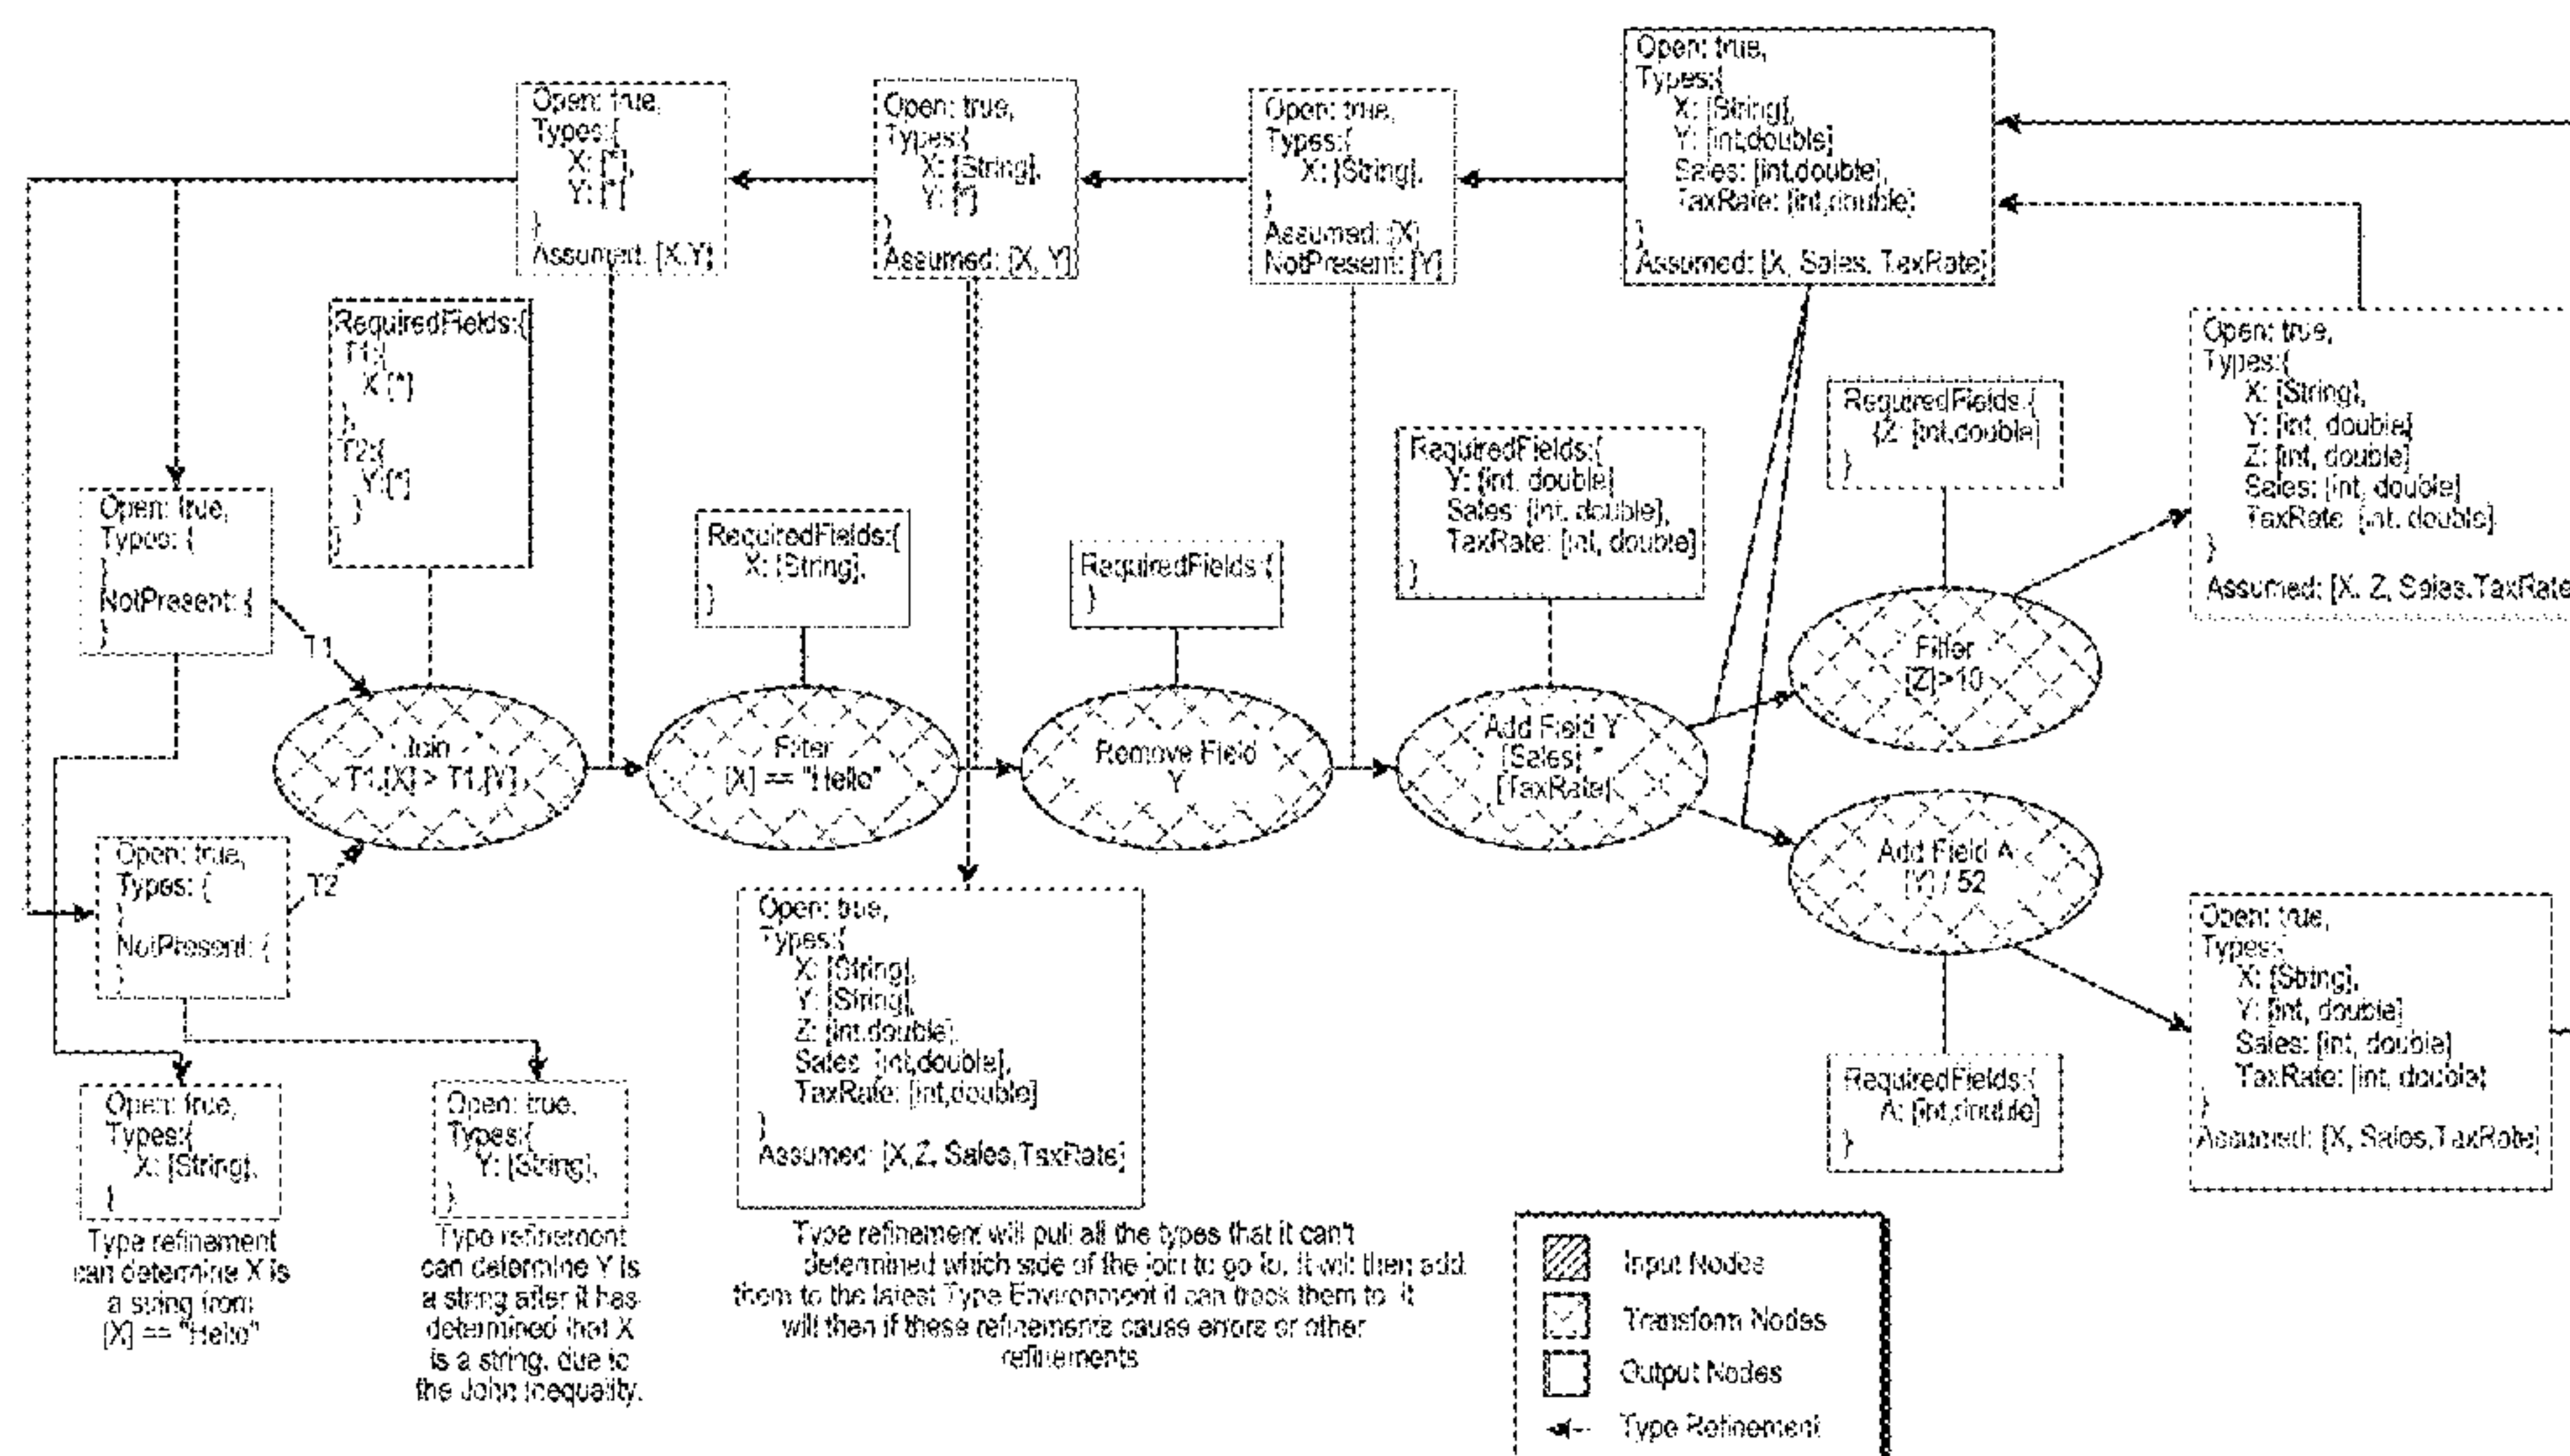 Open: true,
Types:{
X: [*],
Y: [*]
}
Assumed: [X,Y]
Open: true,
Types:{
X: [String],
Y: [*]
}
Assumed: [X, Y]
Open: true,
Types:{
X: [String],
}
Assumed: [X]
NotPresent: [Y]
Open: true,
Types:{
X: [String],
Y: [int,double]
Sales: [int,double],
TaxRate: [int,double]
}
Assumed: [X, Sales, TaxRate]
RequiredFields:{
T1:{
X:[*]
},
T2:{
Y:[*]
}
}
Open: true,
Types:{
X: [String],
Y: [int, double]
Z: [int, double]
Sales: [int, double]
TaxRate: [int, double]
}
Assumed: [X, Z, Sales,TaxRate
RequiredFields:{
{Z: [int,double]
}
RequiredFields:{
Y: [int, double]
Sales: [int, double],
TaxRate: [int, double]
}
Open: true,
Types: {
}
NotPresent: {
}
RequiredFields:{
X: [String],
}
RequiredFields:{
}
T1
Join
T1.[X] > T1.[Y]
Filter
[X] == "Hello"
Remove Field
Y
Add Field Y
[Sales] *
[TaxRate]
Filter
[Z]>10
Add Field A
[Y] / 52
Open: true,
Types: {
}
NotPresent: {
}
T2
Open: true,
Types:{
X: [String],
Y: [String],
Z: [int,double]
Sales: [int,double],
TaxRate: [int,double]
}
Assumed: [X,Z, Sales,TaxRate]
Open: true,
Types:{
X: [String],
Y: [int, double]
Sales: [int, double]
TaxRate: [int, double]
}
Assumed: [X, Sales,TaxRate]
RequiredFields:{
A: [int,double]
}
Open: true,
Types:{
X: [String],
}
Type refinement
can determine X is
a string from
[X] == "Hello"
Open: true,
Types:{
Y: [String],
}
Type refinement
can determine Y is
a string after it has
determined that X
is a string, due to
the John Inequality.
Type refinement will pull all the types that it can't
determined which side of the join to go to. It will then add
them to the latest Type Environment it can track them to. It
will then if these refinements cause errors or other
refinements
Input Nodes
Transform Nodes
Output Nodes
Type Refinement